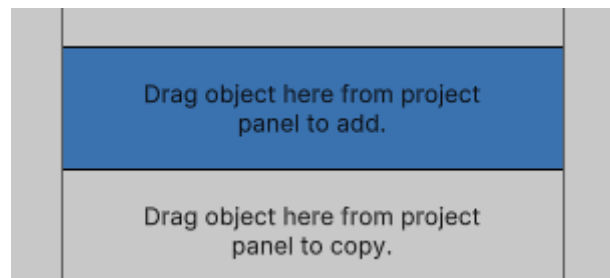 Drag object here from project
panel to add.
Drag object here from project
panel to copy.